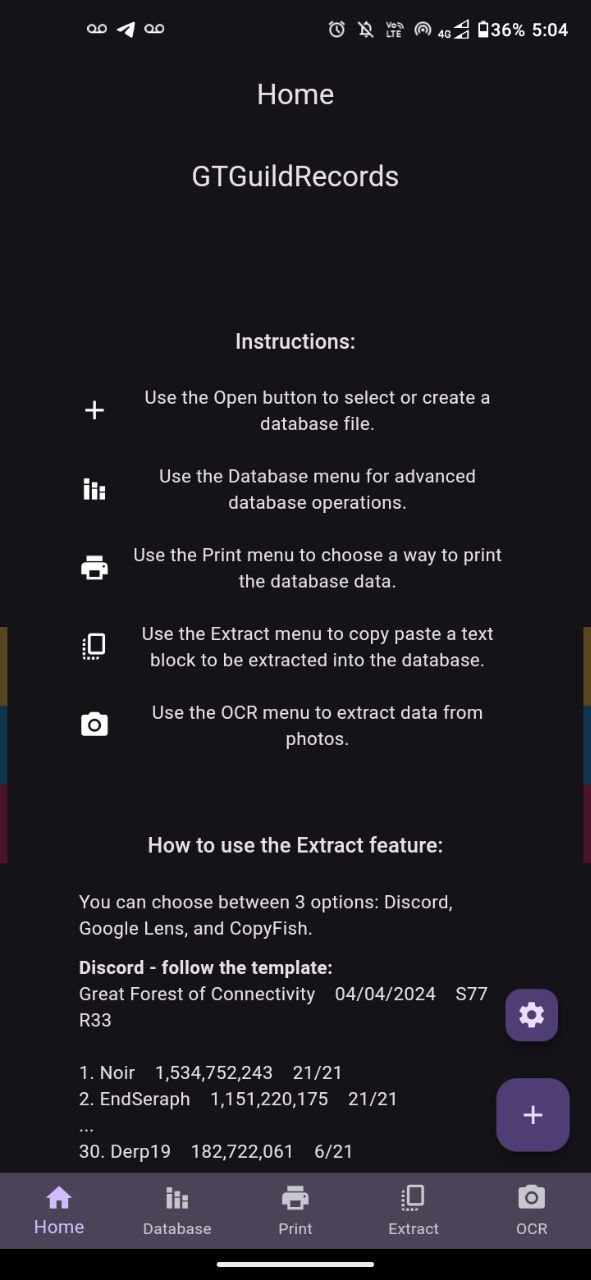 VoLTE 4G 36% 5:04
Home
GTGuildRecords
Instructions:
Use the Open button to select or create a
database file.
Use the Database menu for advanced
database operations.
Use the Print menu to choose a way to print
the database data.
Use the Extract menu to copy paste a text
block to be extracted into the database.
Use the OCR menu to extract data from
photos.
How to use the Extract feature:
You can choose between 3 options: Discord,
Google Lens, and CopyFish.
Discord - follow the template:
Great Forest of Connectivity 04/04/2024 S77
R33
1. Noir 1,534,752,243 21/21
2. EndSeraph 1,151,220,175 21/21
...
30. Derp19 182,722,061 6/21
Home Database Print Extract OCR